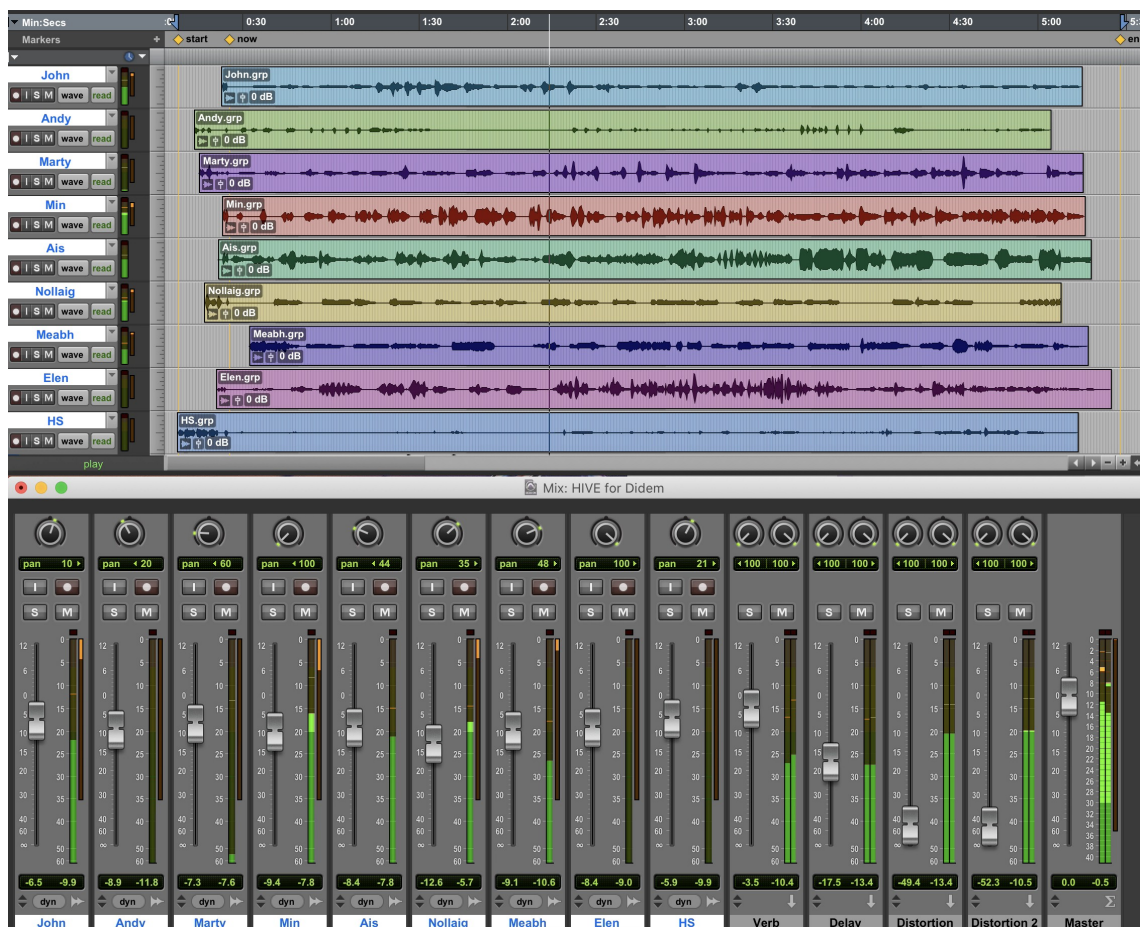 Min:Secs 0:30 1:00 1:30 2:00 2:30 3:00 3:30 4:00 4:30 5:00
Markers + start now en
John
I S M wave read
John.grp
0 dB
Andy
I S M wave read
Andy.grp
0 dB
Marty
I S M wave read
Marty.grp
0 dB
Min
I S M wave read
Min.grp
0 dB
Ais
I S M wave read
Ais.grp
0 dB
Nollaig
I S M wave read
Nollaig.grp
0 dB
Meabh
I S M wave read
Meabh.grp
0 dB
Elen
I S M wave read
Elen.grp
0 dB
HS
I S M wave read
HS.grp
0 dB
play
Mix: HIVE for Didem
pan 10 pan 20 pan 60 pan 100 pan 44 pan 35 pan 48 pan 100 pan 21 100 100 100 100 100 100 100 100
I I I I I I I I I
S M S M S M S M S M S M S M S M S M S M S M S M S M
-6.5 -9.9 -8.9 -11.8 -7.3 -7.6 -9.4 -7.8 -8.4 -7.8 -12.6 -5.7 -9.1 -10.6 -8.4 -9.0 -5.9 -9.9 -3.5 -10.4 -17.5 -13.4 -49.4 -13.4 -52.3 -10.5 0.0 -0.5
dyn dyn dyn dyn dyn dyn dyn dyn dyn
John Andy Marty Min Ais Nollaig Meabh Elen HS Verb Delay Distortion Distortion 2 Master